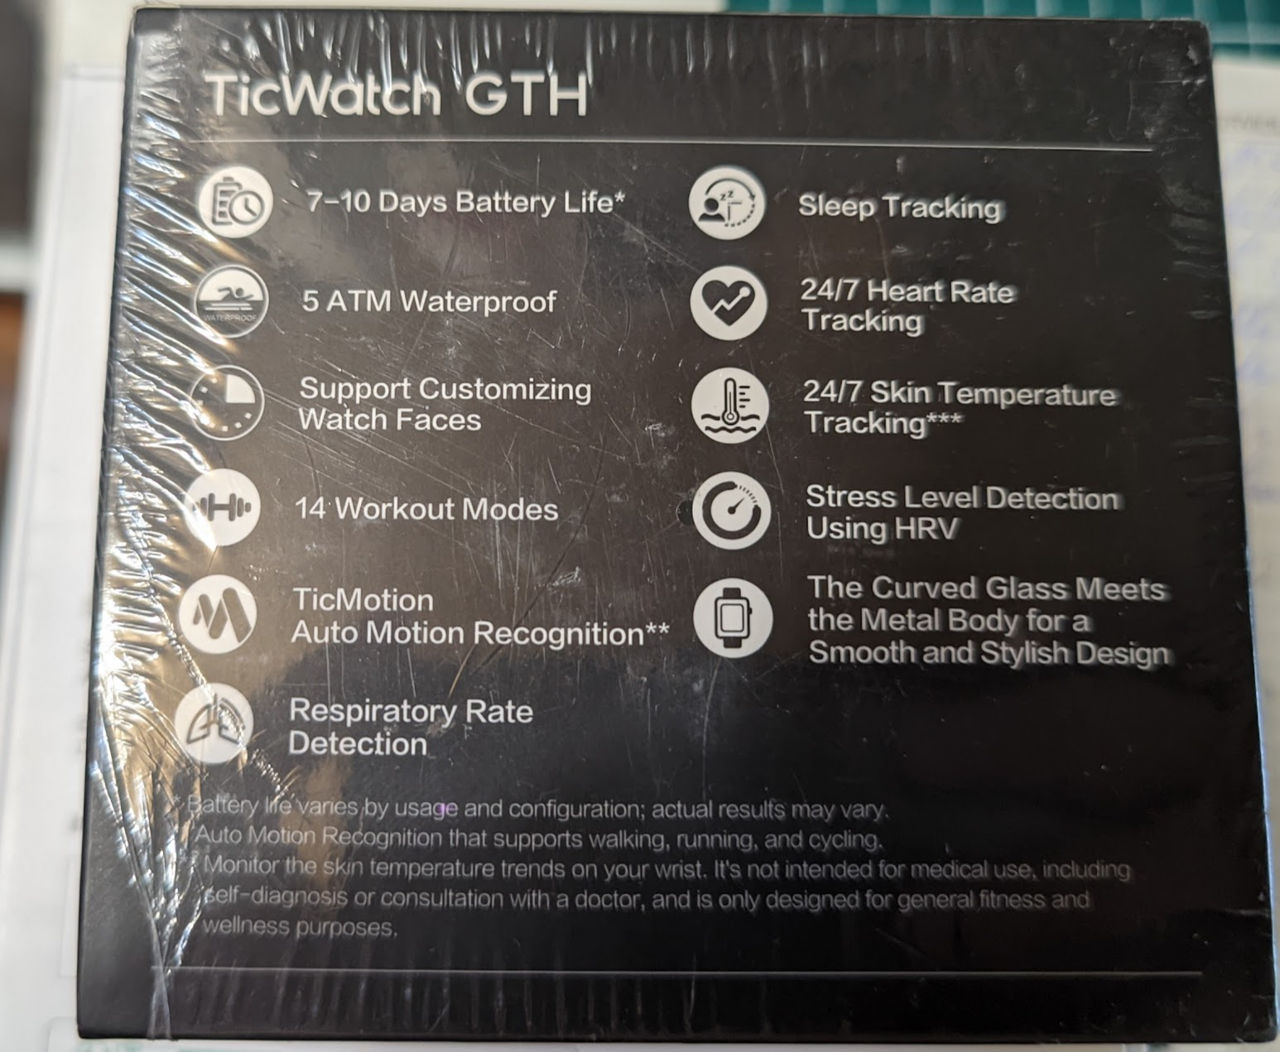 TicWatch GTH
7-10 Days Battery Life*
5 ATM Waterproof
WATERPROOF
Support Customizing
Watch Faces
14 Workout Modes
TicMotion
Auto Motion Recognition**
Respiratory Rate
Detection
zz
Sleep Tracking
24/7 Heart Rate
Tracking
24/7 Skin Temperature
Tracking***
Stress Level Detection
Using HRV
The Curved Glass Meets
the Metal Body for a
Smooth and Stylish Design
* Battery life varies by usage and configuration; actual results may vary.
Auto Motion Recognition that supports walking, running, and cycling.
Monitor the skin temperature trends on your wrist. It's not intended for medical use, including
self-diagnosis or consultation with a doctor, and is only designed for general fitness and
wellness purposes.